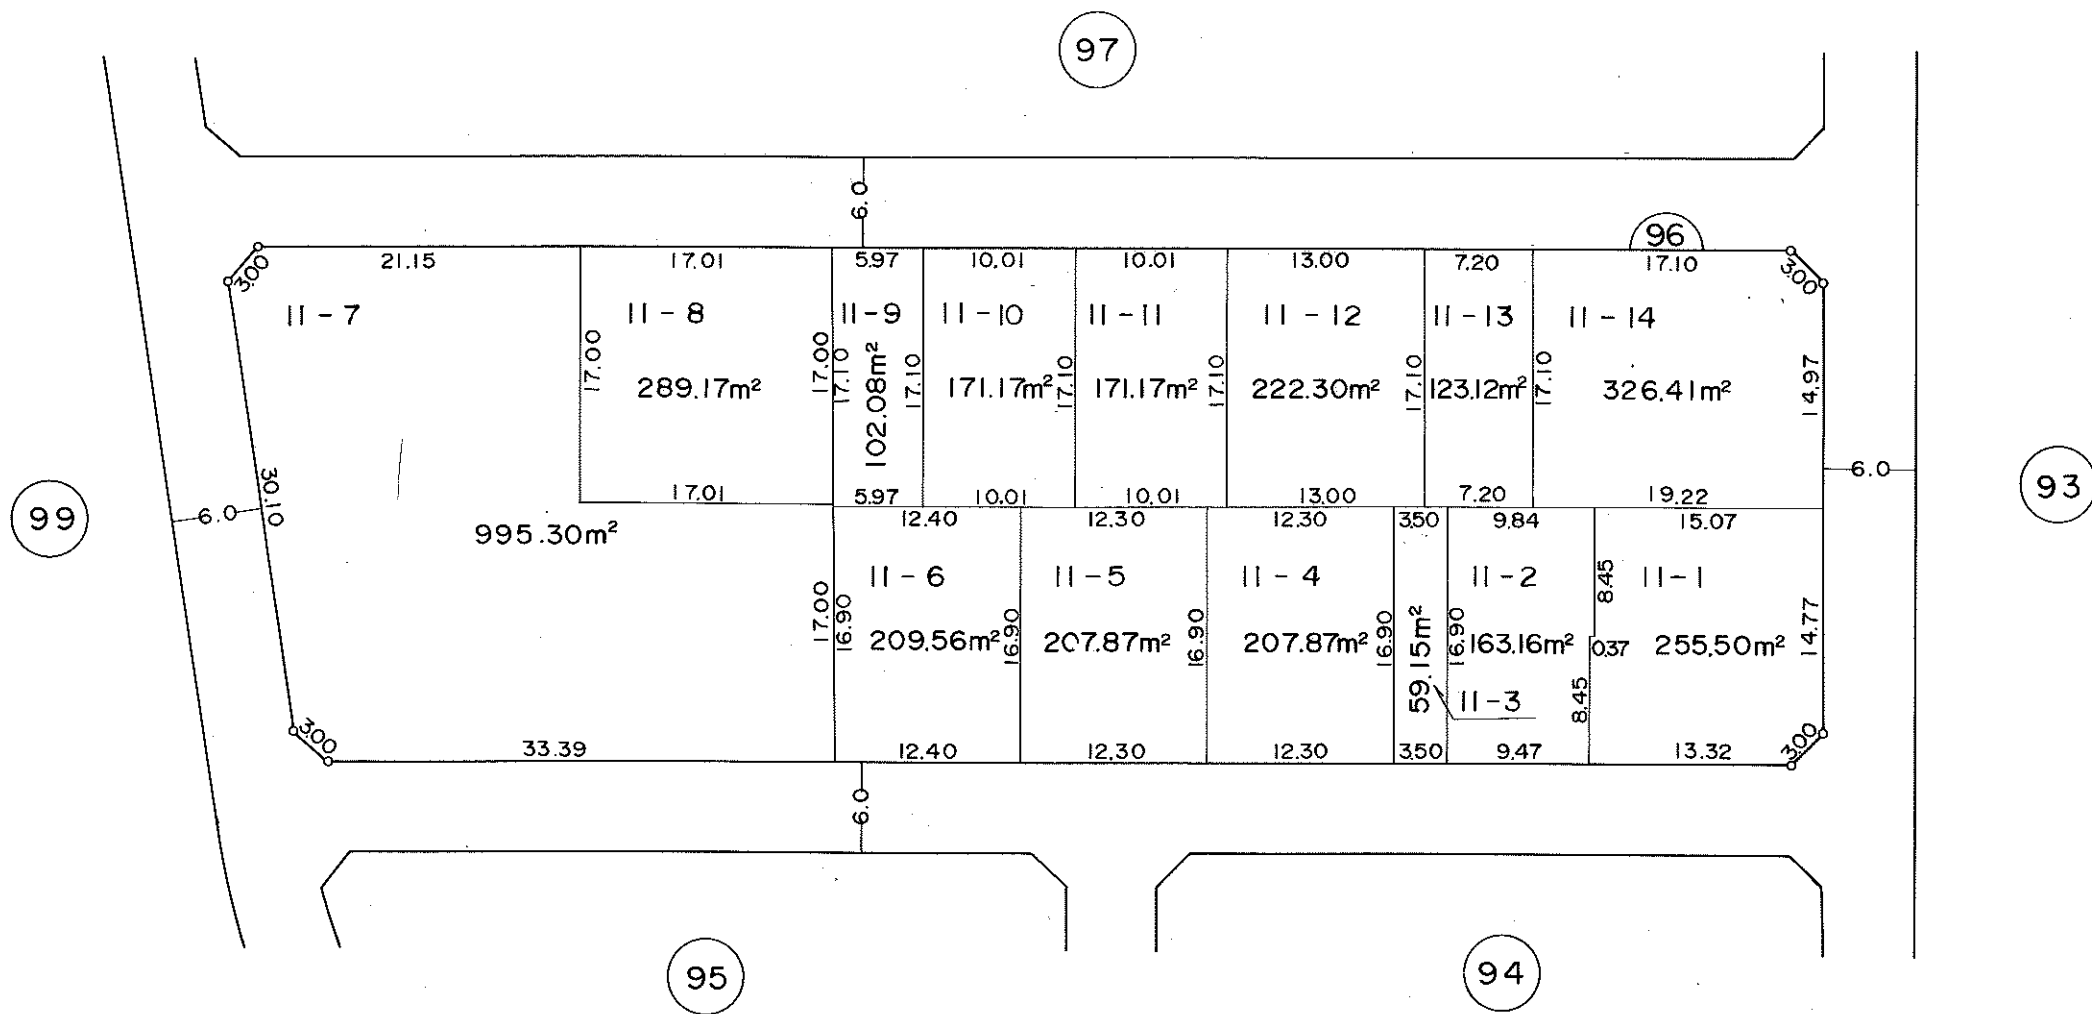 97
6.0
96
21.15 17.01 5.97 10.01 10.01 13.00 7.20 17.10
3.00 3.00
11-7 11-8 11-9 11-10 11-11 11-12 11-13 11-14
17.00 17.00 17.10 17.10 17.10 17.10 17.10 17.10 14.97
289.17m² 102.08m² 171.17m² 171.17m² 222.30m² 123.12m² 326.41m²
6.0
93
99
6.0
30.10
17.01 5.97 10.01 10.01 13.00 7.20 19.22
995.30m²
12.40 12.30 12.30 3.50 9.84 15.07
11-6 11-5 11-4 11-2 11-1
8.45
17.00 16.90 16.90 16.90 16.90 16.90 14.77
209.56m² 207.87m² 207.87m² 59.15m² 163.16m² 0.37 255.50m²
11-3
8.45
3.00 3.00
33.39 12.40 12.30 12.30 3.50 9.47 13.32
6.0
95
94